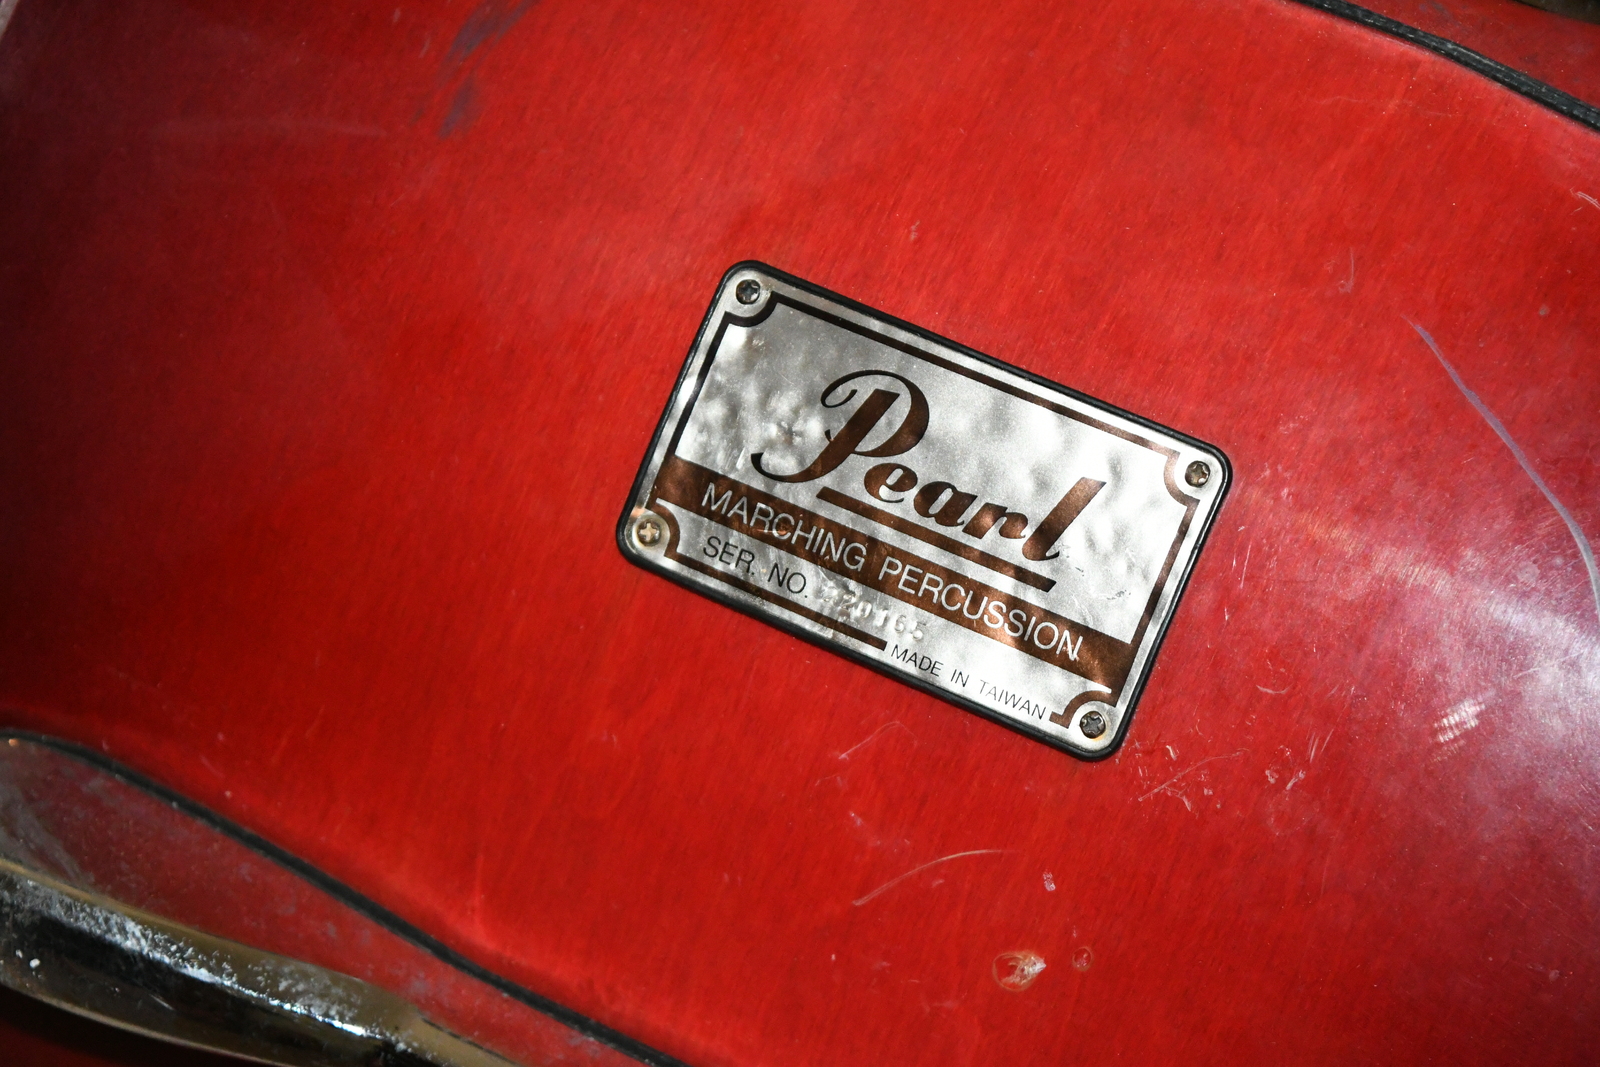 Pearl
MARCHING PERCUSSION
SER. NO.
MADE IN TAIWAN